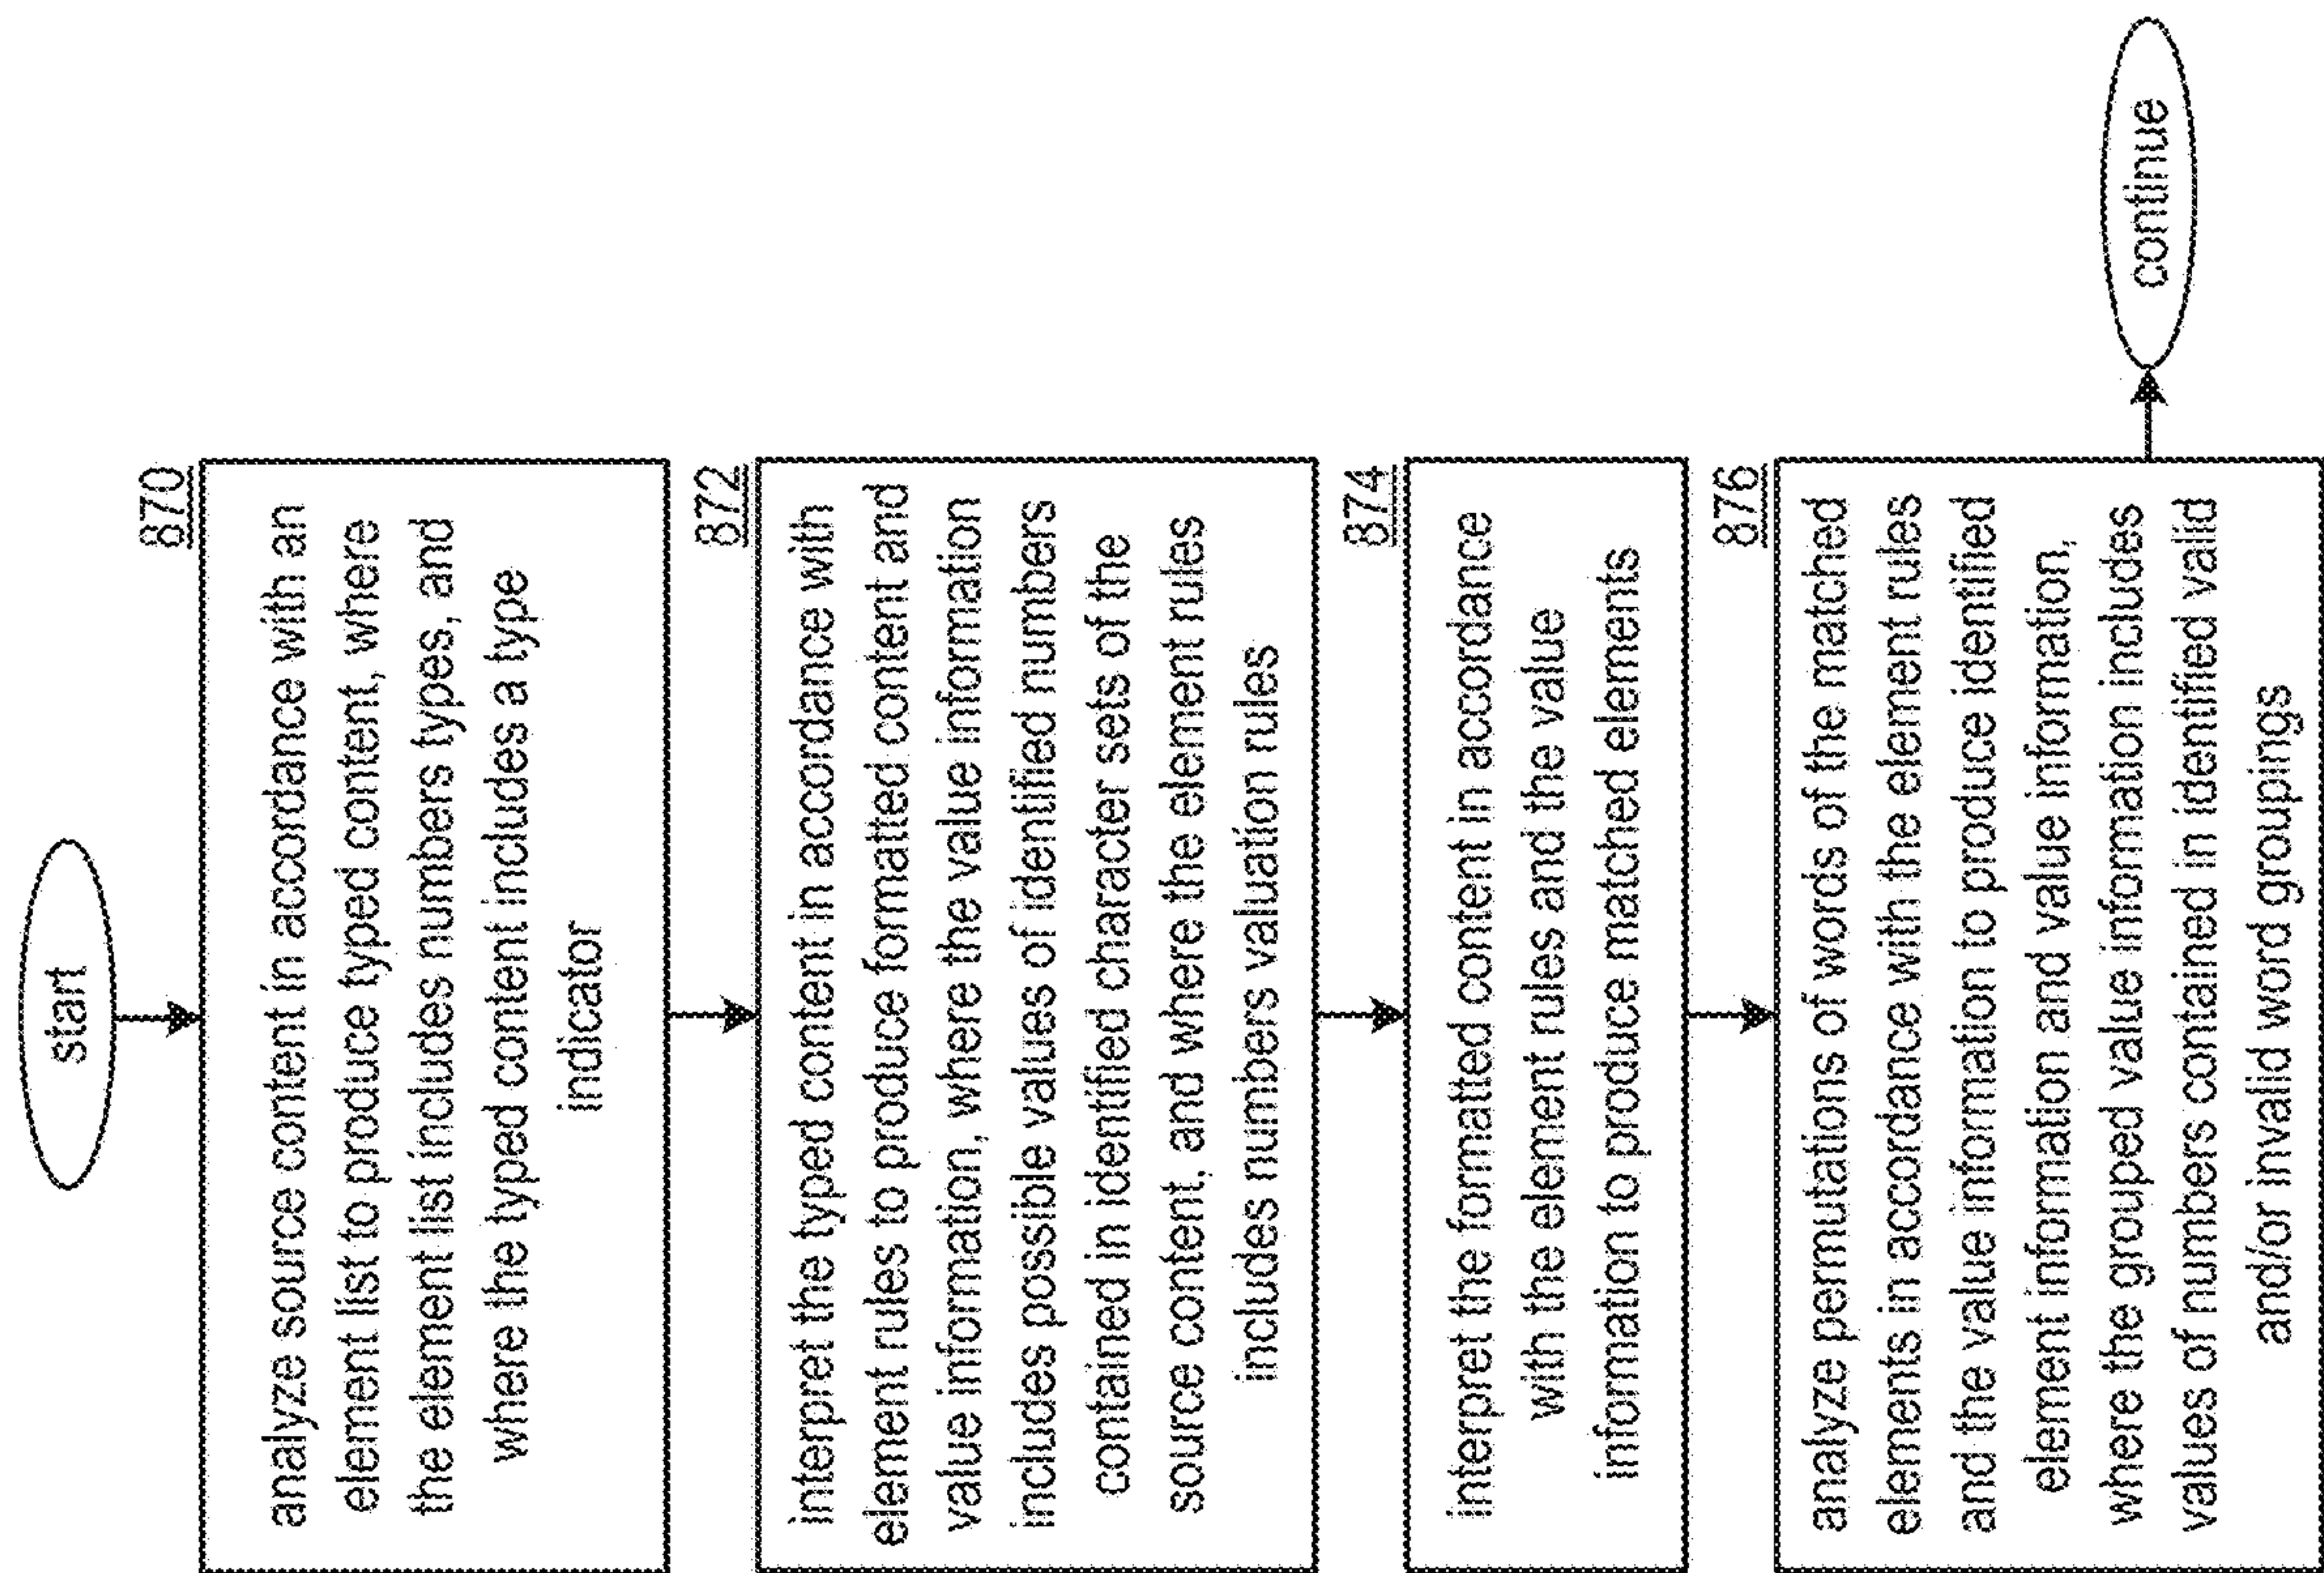 start
870
analyze source content in accordance with an
element list to produce typed content, where
the element list includes numbers types, and
where the typed content includes a type
indicator
872
interpret the typed content in accordance with
element rules to produce formatted content and
value information, where the value information
includes possible values of identified numbers
contained in identified character sets of the
source content, and where the element rules
includes numbers valuation rules
874
interpret the formatted content in accordance
with the element rules and the value
information to produce matched elements
876
analyze permutations of words of the matched
elements in accordance with the element rules
and the value information to produce identified
element information and value information,
where the grouped value information includes
values of numbers contained in identified valid
and/or invalid word groupings
continue